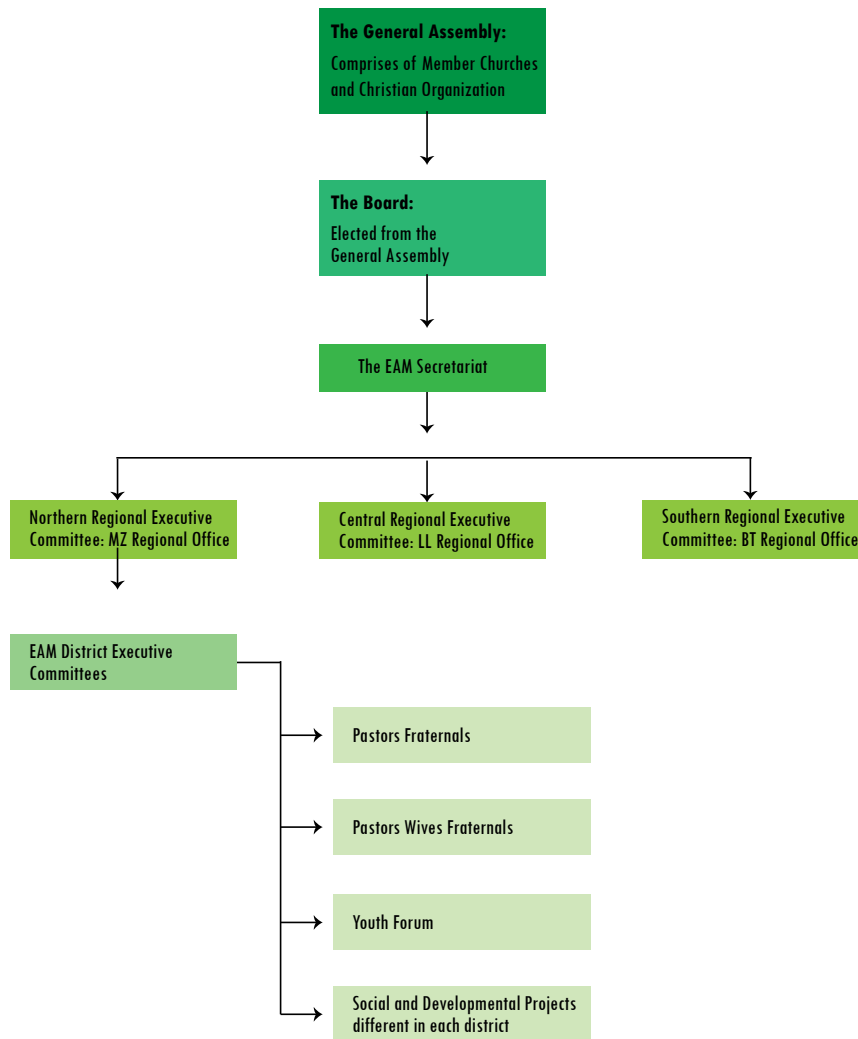 The General Assembly:
Comprises of Member Churches
and Christian Organization
The Board:
Elected from the
General Assembly
The EAM Secretariat
Northern Regional Executive
Committee: MZ Regional Office
Central Regional Executive
Committee: LL Regional Office
Southern Regional Executive
Committee: BT Regional Office
EAM District Executive
Committees
Pastors Fraternals
Pastors Wives Fraternals
Youth Forum
Social and Developmental Projects
different in each district